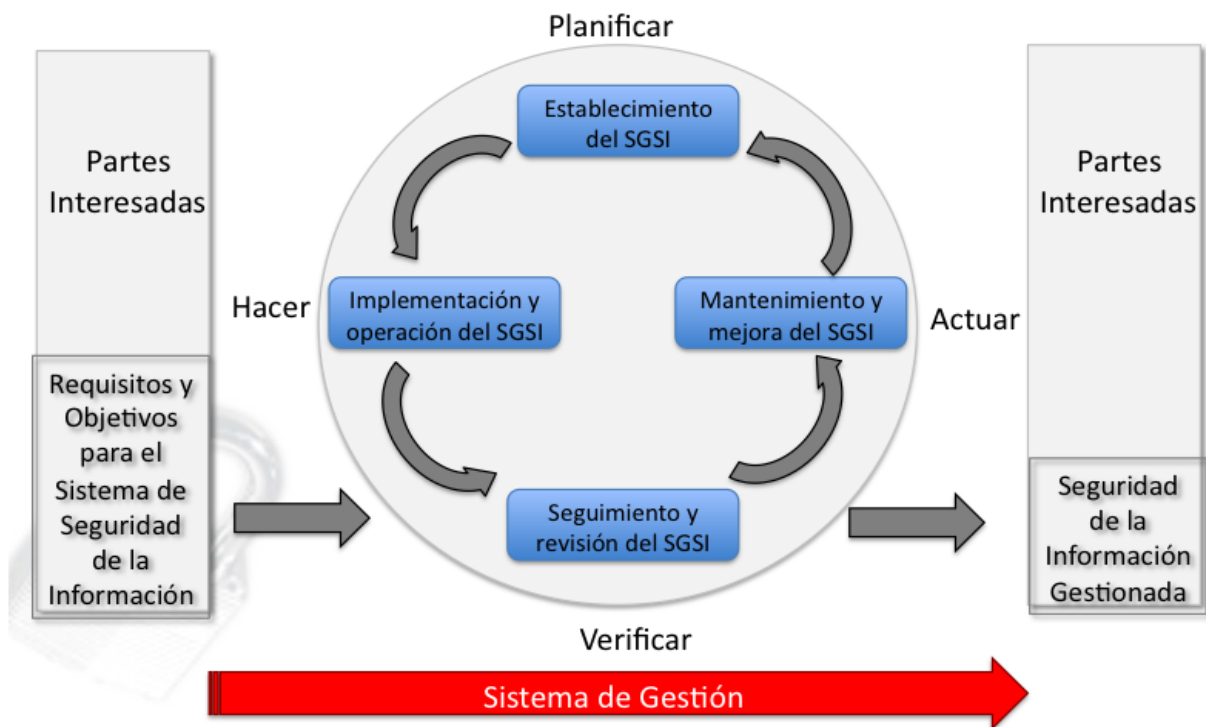 Planificar
Partes
Interesadas
Establecimiento
del SGSI
Partes
Interesadas
Hacer
Implementación y
operación del SGSI
Mantenimiento y
mejora del SGSI
Actuar
Requisitos y
Objetivos
para el
Sistema de
Seguridad
de la
Información
Seguimiento y
revisión del SGSI
Seguridad
de la
Información
Gestionada
Verificar
Sistema de Gestión